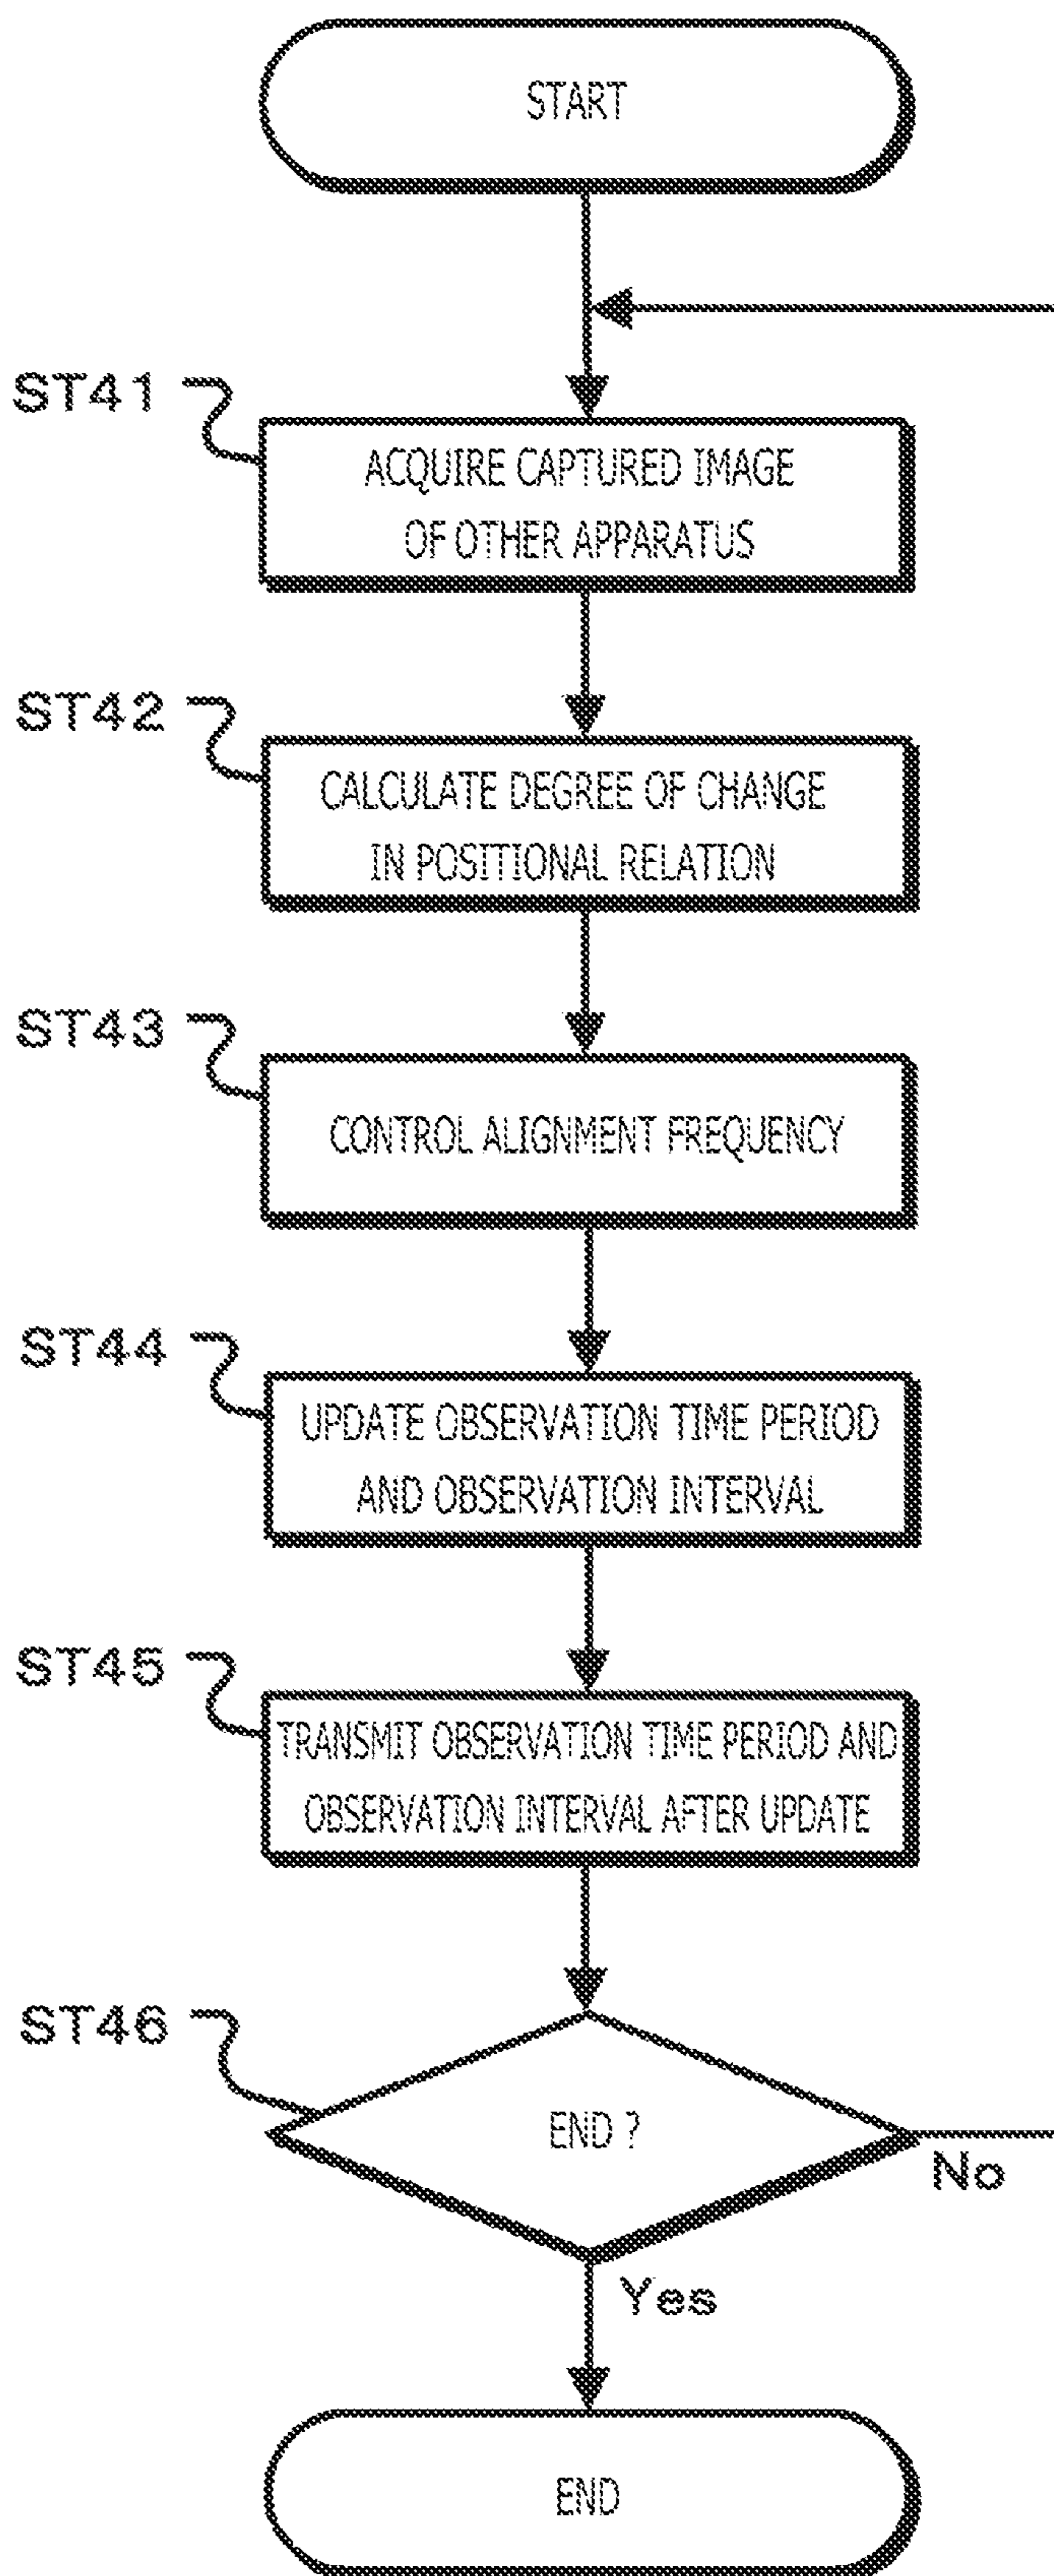 START
ST41
ACQUIRE CAPTURED IMAGE
OF OTHER APPARATUS
ST42
CALCULATE DEGREE OF CHANGE
IN POSITIONAL RELATION
ST43
CONTROL ALIGNMENT FREQUENCY
ST44
UPDATE OBSERVATION TIME PERIOD
AND OBSERVATION INTERVAL
ST45
TRANSMIT OBSERVATION TIME PERIOD AND
OBSERVATION INTERVAL AFTER UPDATE
ST46
END ?
No
Yes
END